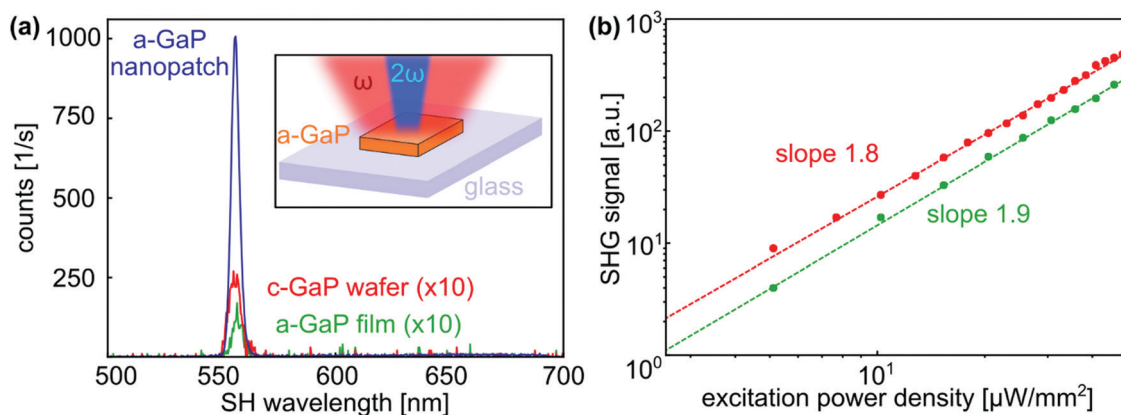 (a)
a-GaP
nanopatch
1000
750
500
250
counts [1/s]
ω
2ω
a-GaP
glass
c-GaP wafer (x10)
a-GaP film (x10)
500
550
600
650
700
SH wavelength [nm]
(b)
10³
10²
10¹
10⁰
SHG signal [a.u.]
slope 1.8
slope 1.9
10¹
excitation power density [µW/mm²]